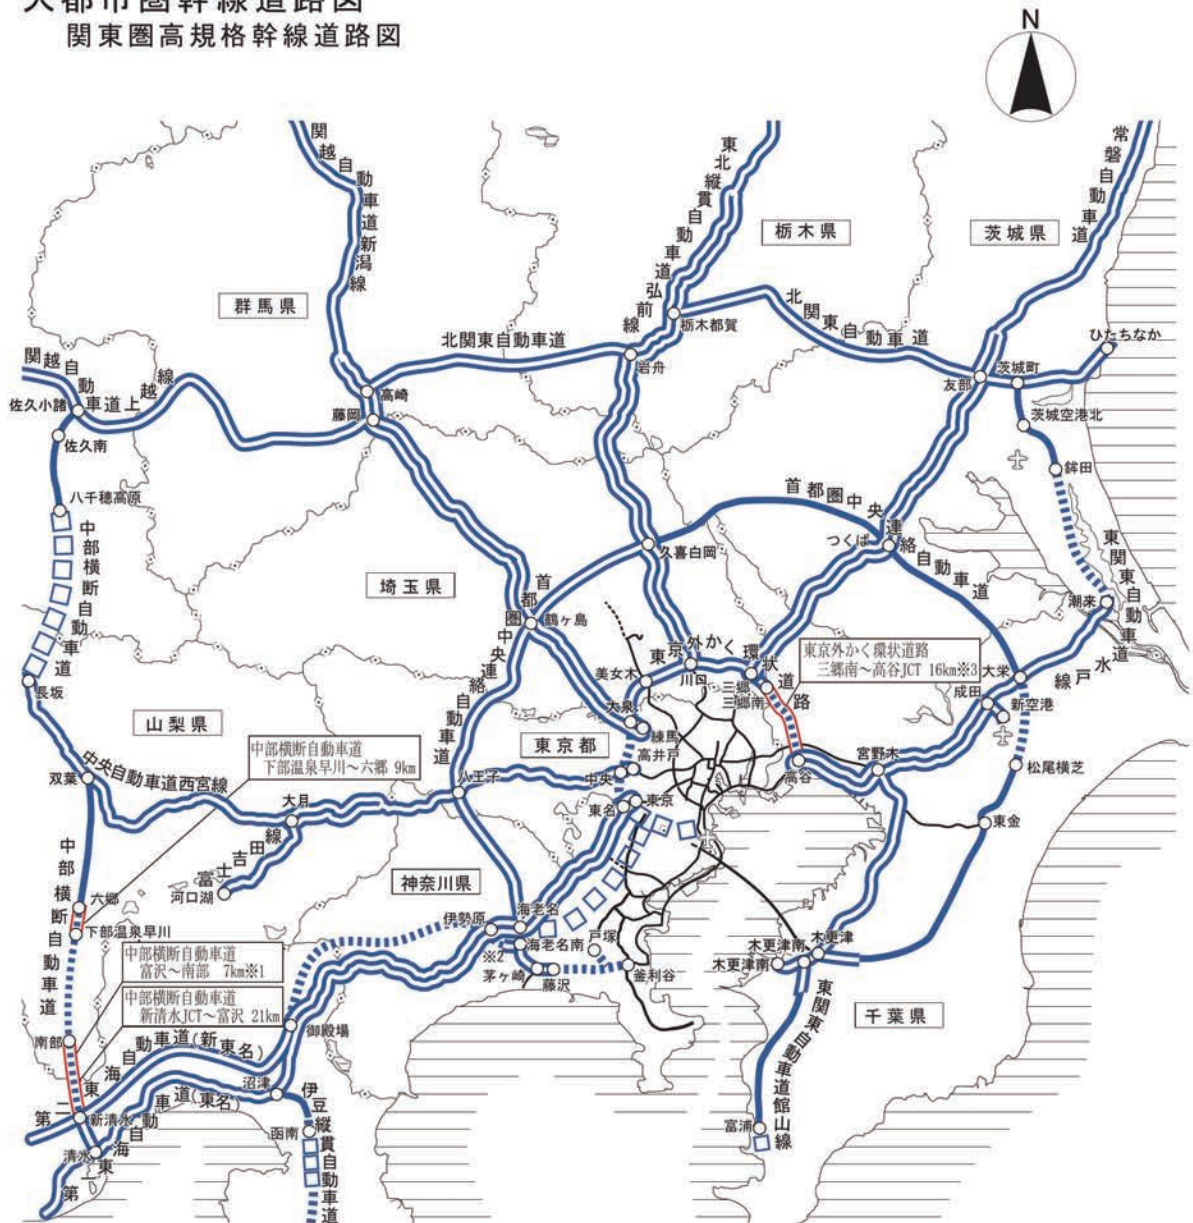 大都市圏幹線道路図
関東圏高規格幹線道路図
N
関越自動車道新潟線
東北縦貫自動車道弘前線
常磐自動車道
栃木県
茨城県
群馬県
北関東自動車道
栃木都賀
北関東自動車道
ひたちなか
岩舟
友部
茨城町
関越自動車道上越線
佐久小諸
高崎
藤岡
茨城空港北
佐久南
鉾田
八千穂高原
首都圏中央連絡自動車道
つくば
中部横断自動車道
久喜白岡
東関東自動車道水戸線
埼玉県
首都圏中央連絡自動車道
鶴ヶ島
潮来
東京外かく環状道路
東京外かく環状道路
三郷南～高谷JCT 16km※3
美女木
川口
三郷
三郷南
大栄
成田
新空港
長坂
山梨県
大泉
練馬
東京都
高井戸
中部横断自動車道
下部温泉早川～六郷 9km
宮野木
高谷
松尾横芝
双葉
中央自動車道西宮線
八王子
中央
大月
東名
東京
東金
富士吉田線
河口湖
中部横断自動車道
神奈川県
六郷
下部温泉早川
伊勢原
海老名
海老名南
※2
戸塚
木更津南
木更津
木更津南
中部横断自動車道
富沢～南部 7km※1
茅ヶ崎
藤沢
釜利谷
中部横断自動車道
新清水JCT～富沢 21km
千葉県
東関東自動車道館山線
南部
御殿場
第二東海自動車道(新東名)
沼津
新清水
第一東海自動車道(東名)
伊豆縦貫自動車道
函南
富浦
清水